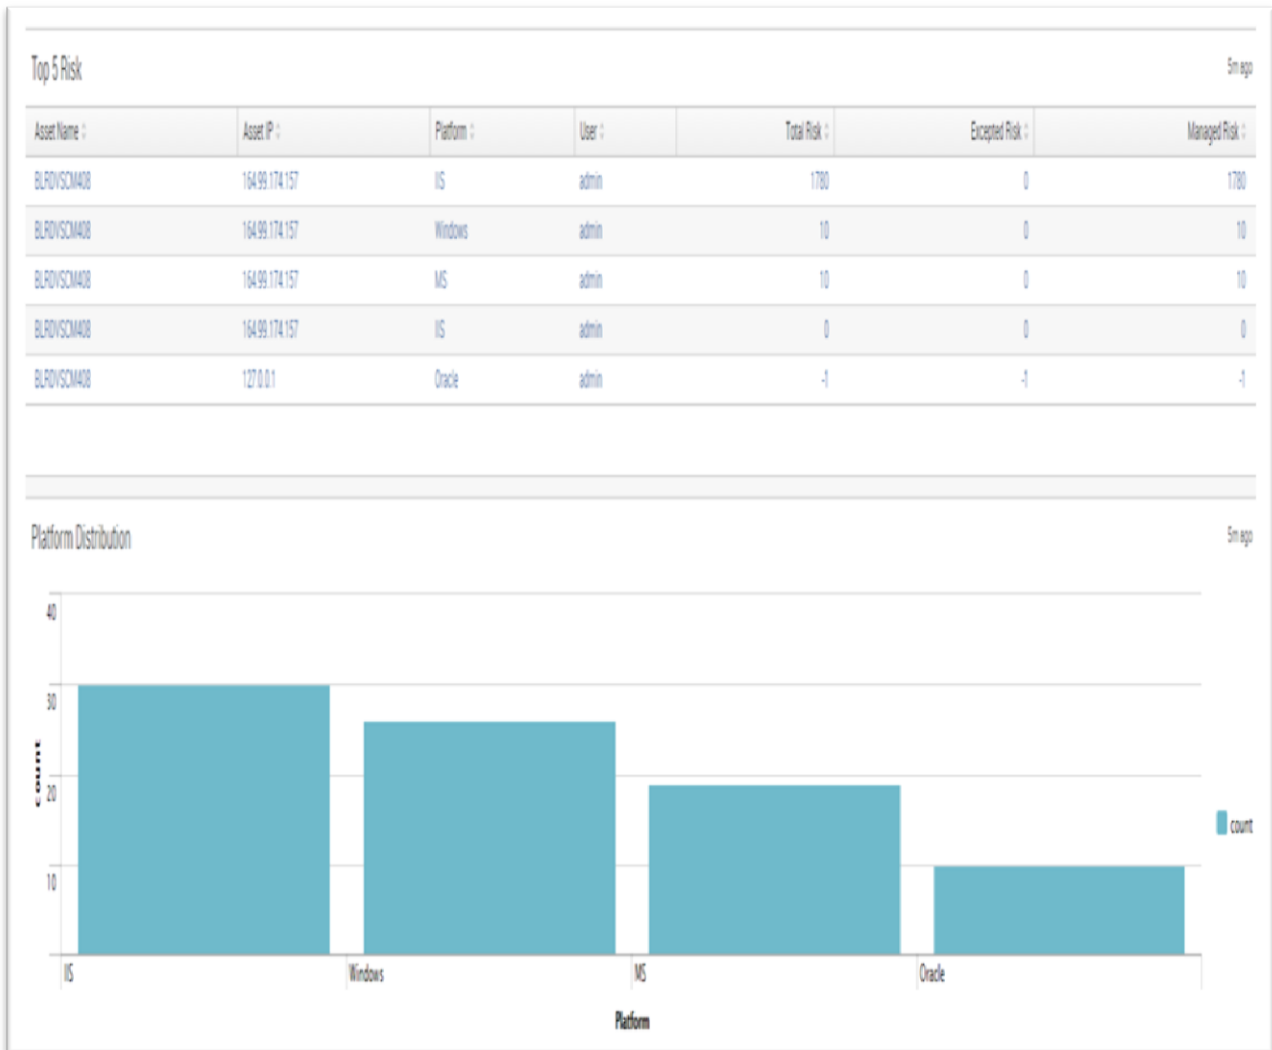 Top 5 Risk 5m ago
Asset Name Asset IP Platform User Total Risk Excepted Risk Managed Risk
BLRDVSCM408 164.99.174.157 IIS admin 1780 0 1780
BLRDVSCM408 164.99.174.157 Windows admin 10 0 10
BLRDVSCM408 164.99.174.157 MS admin 10 0 10
BLRDVSCM408 164.99.174.157 IIS admin 0 0 0
BLRDVSCM408 127.0.0.1 Oracle admin -1 -1 -1
Platform Distribution 5m ago
40
30
20
10
count
count
IIS Windows MS Oracle
Platform